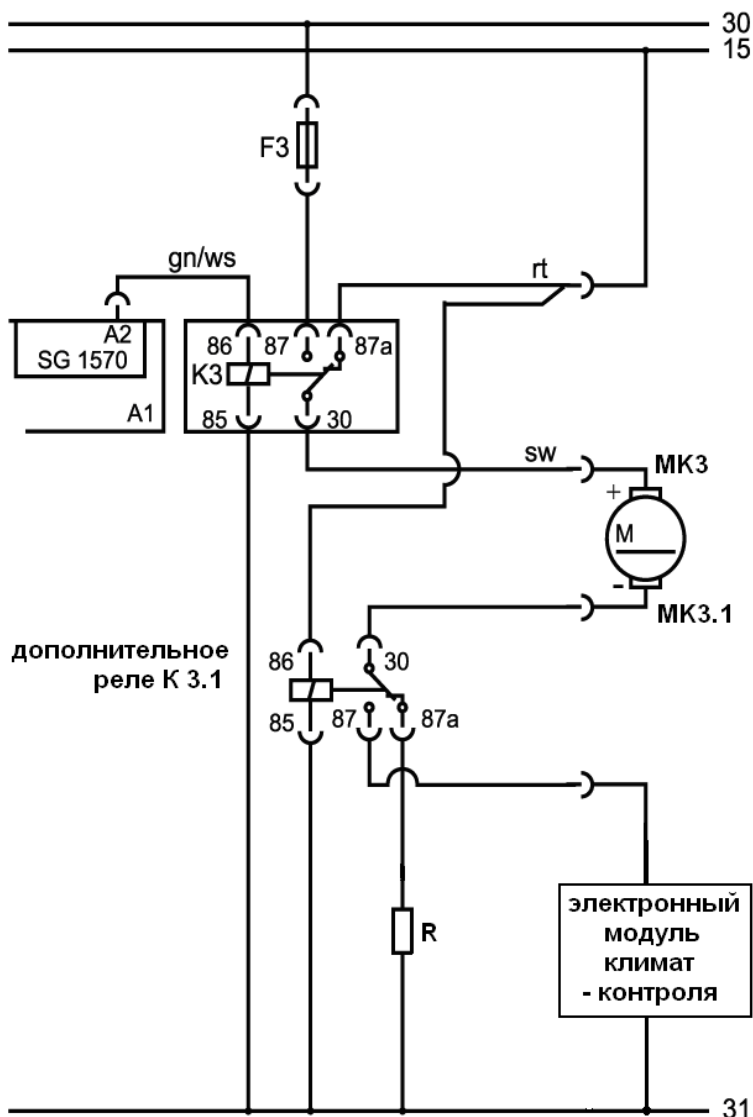 30
15
F3
gn/ws
rt
A2
SG 1570
A1
86 87 87a
K3
85 30
sw
MK3
+
M
-
MK3.1
дополнительное
реле К 3.1
86 30
85 87 87a
R
электронный
модуль
климат
- контроля
31